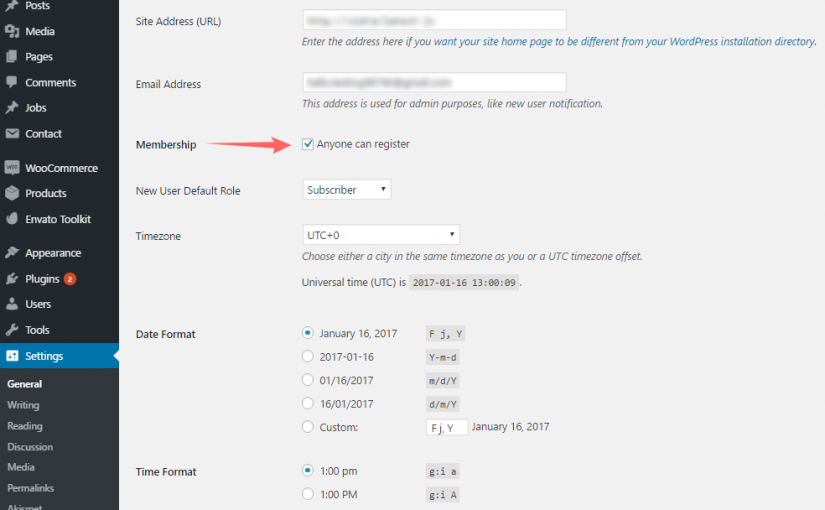 Posts
Media
Pages
Comments
Jobs
Contact
WooCommerce
Products
Envato Toolkit
Appearance
Plugins 2
Users
Tools
Settings
General
Writing
Reading
Discussion
Media
Permalinks
Akismet
Site Address (URL)
Enter the address here if you want your site home page to be different from your WordPress installation directory.
Email Address
This address is used for admin purposes, like new user notification.
Membership
Anyone can register
New User Default Role
Subscriber
Timezone
UTC+0
Choose either a city in the same timezone as you or a UTC timezone offset.
Universal time (UTC) is 2017-01-16 13:00:09.
Date Format
January 16, 2017 F j, Y
2017-01-16 Y-m-d
01/16/2017 m/d/Y
16/01/2017 d/m/Y
Custom: F j, Y January 16, 2017
Time Format
1:00 pm g:i a
1:00 PM g:i A